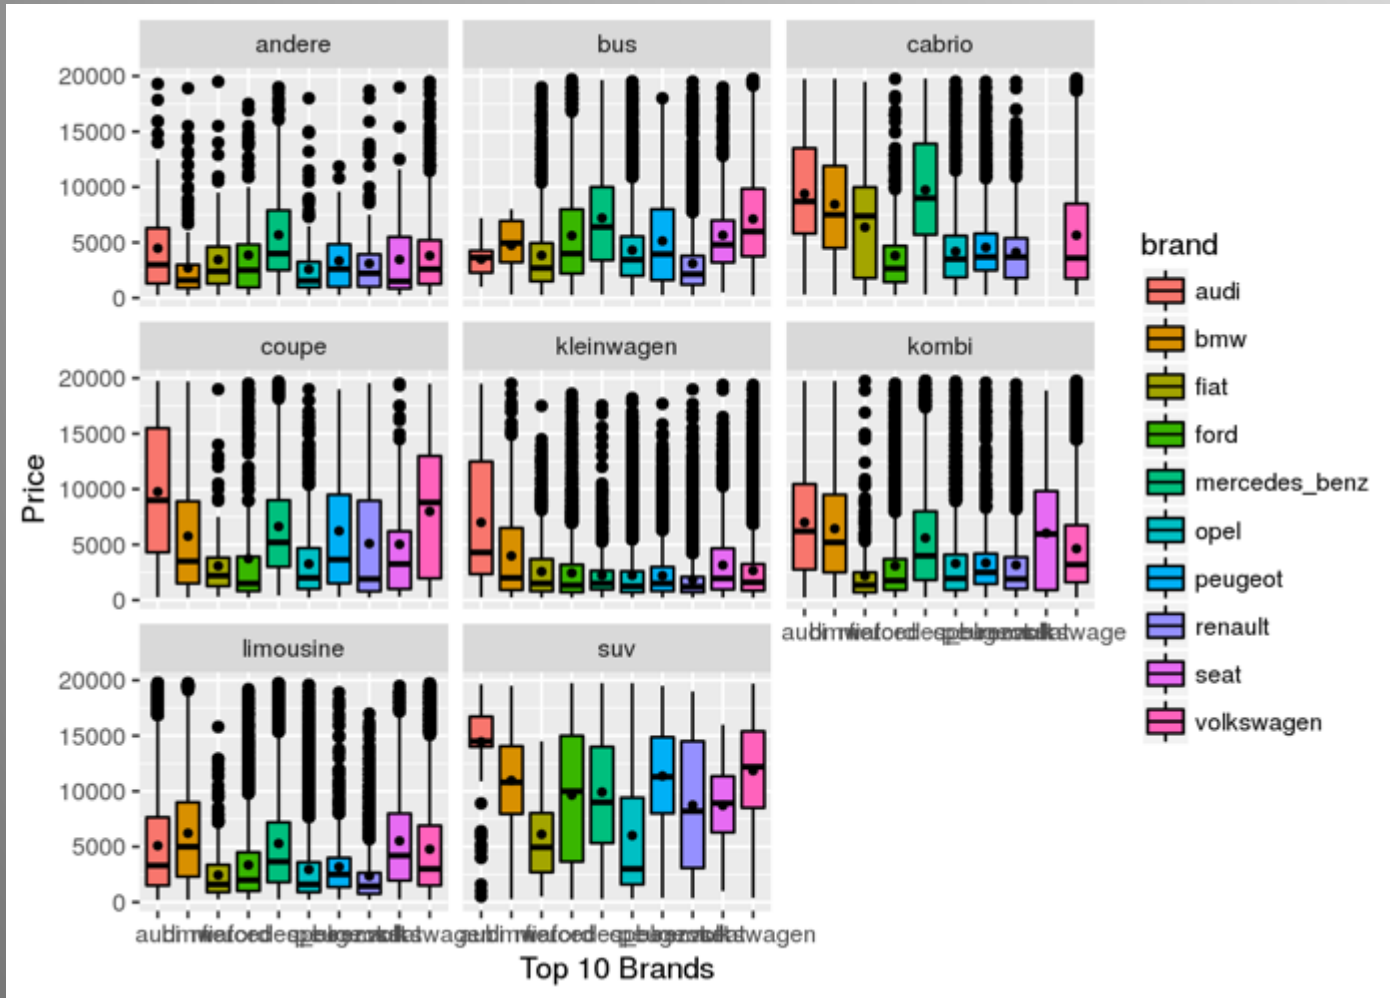 andere bus cabrio
20000
15000
10000
5000
0
coupe kleinwagen kombi
20000
15000
10000
5000
0
limousine suv
20000
15000
10000
5000
0
Price
Top 10 Brands
brand
audi
bmw
fiat
ford
mercedes_benz
opel
peugeot
renault
seat
volkswagen